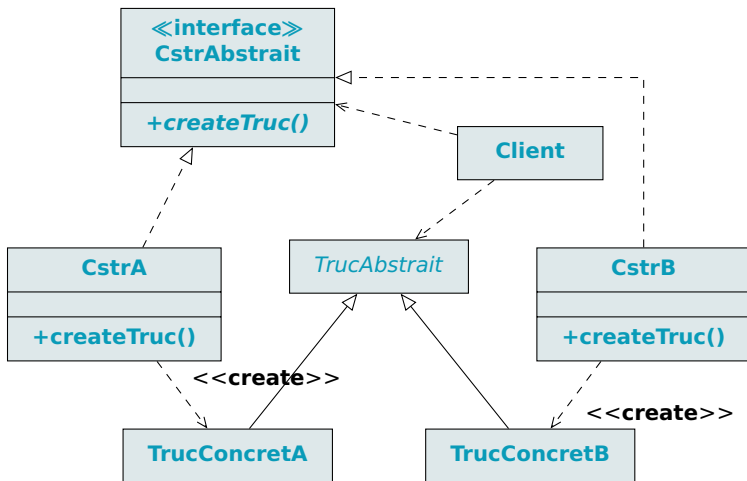 ≪interface≫
CstrAbstrait
+createTruc()
Client
CstrA
TrucAbstrait
CstrB
+createTruc()
+createTruc()
<<create>>
<<create>>
TrucConcretA
TrucConcretB